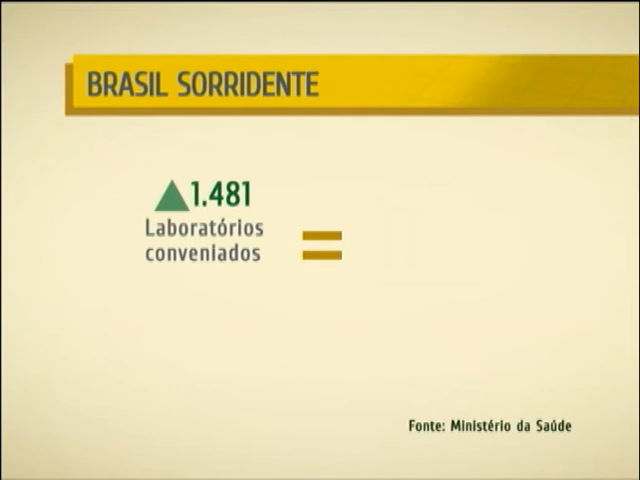 BRASIL SORRIDENTE
▲1.481
Laboratórios
conveniados
=
Fonte: Ministério da Saúde